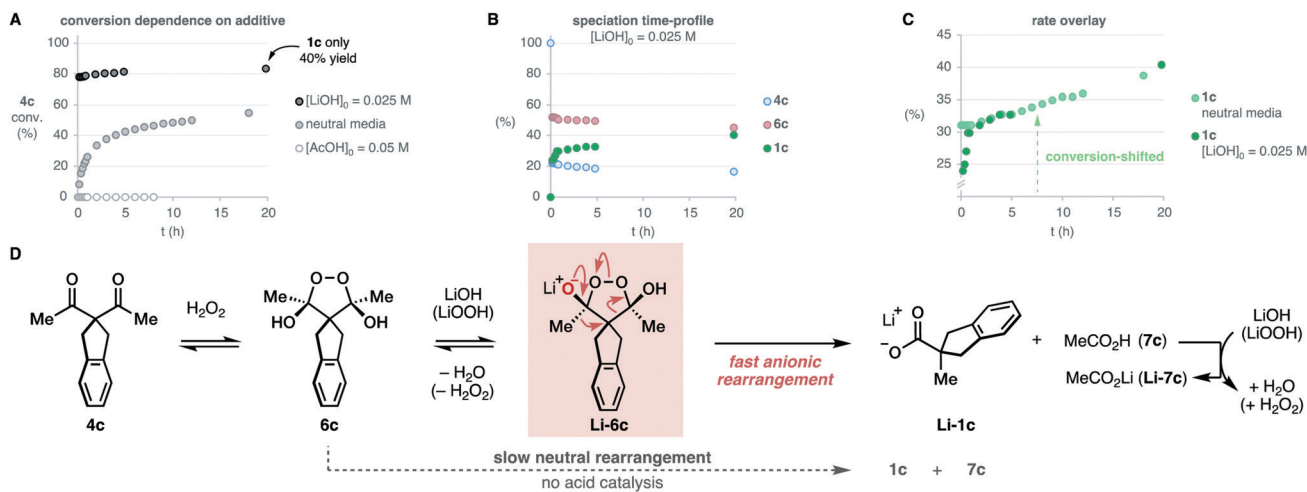 A
conversion dependence on additive
100
80
60
40
20
0
4c
conv.
(%)
0
5
10
15
20
t (h)
1c only
40% yield
[LiOH]0 = 0.025 M
neutral media
[AcOH]0 = 0.05 M
B
speciation time-profile
[LiOH]0 = 0.025 M
100
80
60
40
20
0
(%)
0
5
10
15
20
t (h)
4c
6c
1c
C
rate overlay
45
40
35
30
25
(%)
0
5
10
15
20
t (h)
conversion-shifted
1c
neutral media
1c
[LiOH]0 = 0.025 M
D
O
O
Me
Me
4c
H2O2
O–O
Me
Me
HO
OH
6c
LiOH
(LiOOH)
– H2O
(– H2O2)
Li+
O–
O–O
OH
Me
Me
Li-6c
fast anionic
rearrangement
Li+
O
–O
Me
Li-1c
+
MeCO2H (7c)
MeCO2Li (Li-7c)
LiOH
(LiOOH)
+ H2O
(+ H2O2)
slow neutral rearrangement
no acid catalysis
1c + 7c